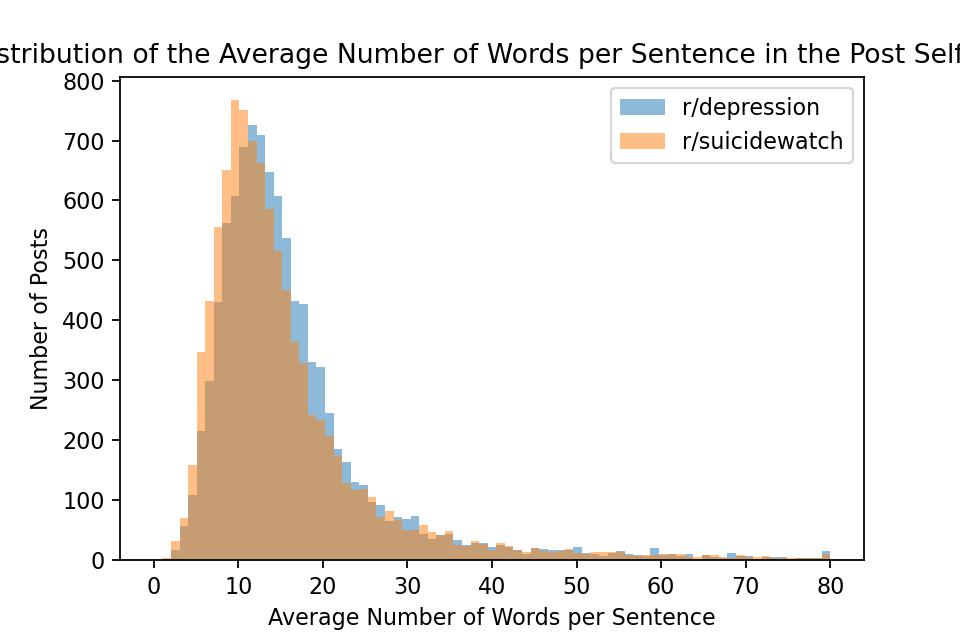 stribution of the Average Number of Words per Sentence in the Post Self
800
700
600
500
400
300
200
100
0
Number of Posts
r/depression
r/suicidewatch
0 10 20 30 40 50 60 70 80
Average Number of Words per Sentence